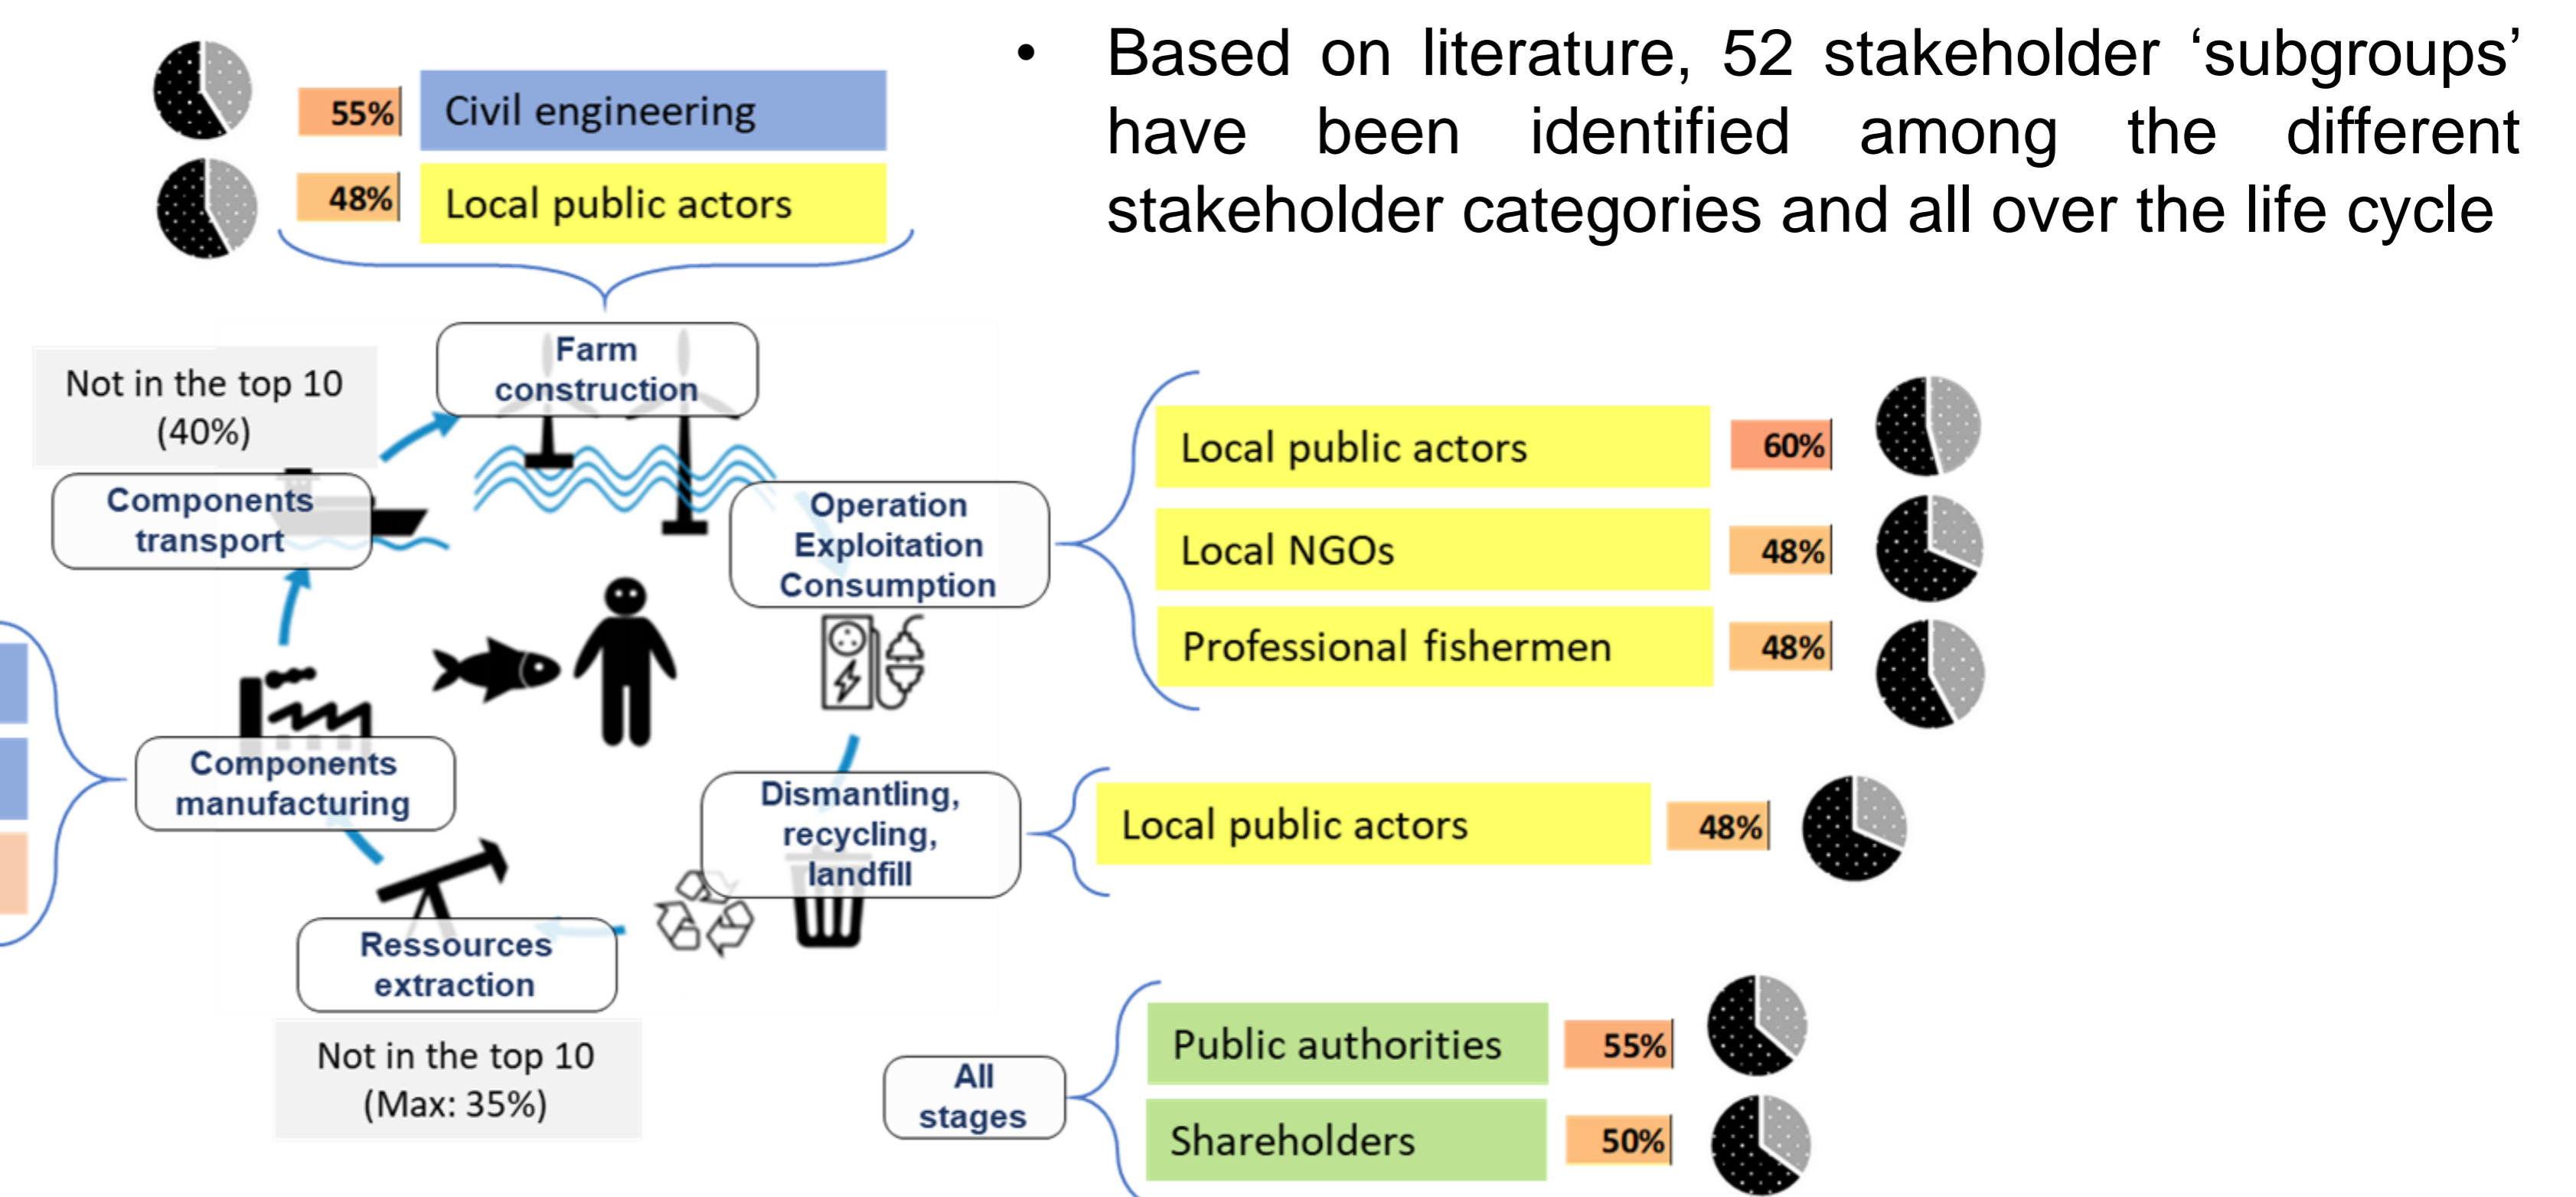 • Based on literature, 52 stakeholder ‘subgroups’
have been identified among the different
stakeholder categories and all over the life cycle
55% Civil engineering
48% Local public actors
Farm
construction
Not in the top 10
(40%)
Components
transport
Operation
Exploitation
Consumption
Local public actors 60%
Local NGOs 48%
Professional fishermen 48%
Components
manufacturing
Dismantling,
recycling,
landfill
Local public actors 48%
Ressources
extraction
Not in the top 10
(Max: 35%)
All
stages
Public authorities 55%
Shareholders 50%